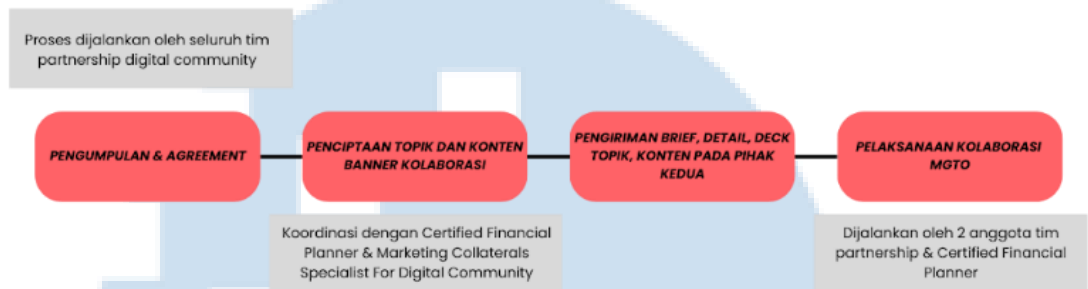 Proses dijalankan oleh seluruh tim
partnership digital community
PENGUMPULAN & AGREEMENT
PENCIPTAAN TOPIK DAN KONTEN
BANNER KOLABORASI
PENGIRIMAN BRIEF, DETAIL, DECK
TOPIK, KONTEN PADA PIHAK
KEDUA
PELAKSANAAN KOLABORASI
MGTO
Koordinasi dengan Certified Financial
Planner & Marketing Collaterals
Specialist For Digital Community
Dijalankan oleh 2 anggota tim
partnership & Certified Financial
Planner